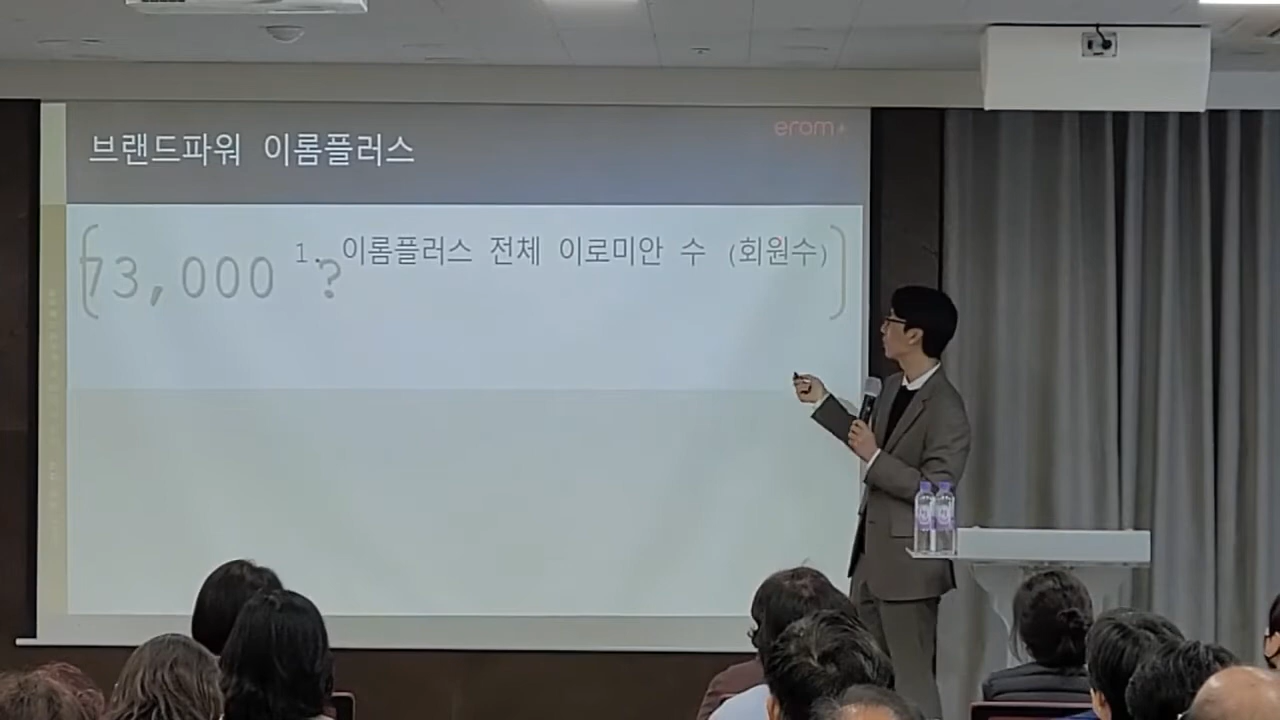 브랜드파워 이롬플러스
erom
1. 이롬플러스 전체 이로미안 수 (회원수)
73,000 ?